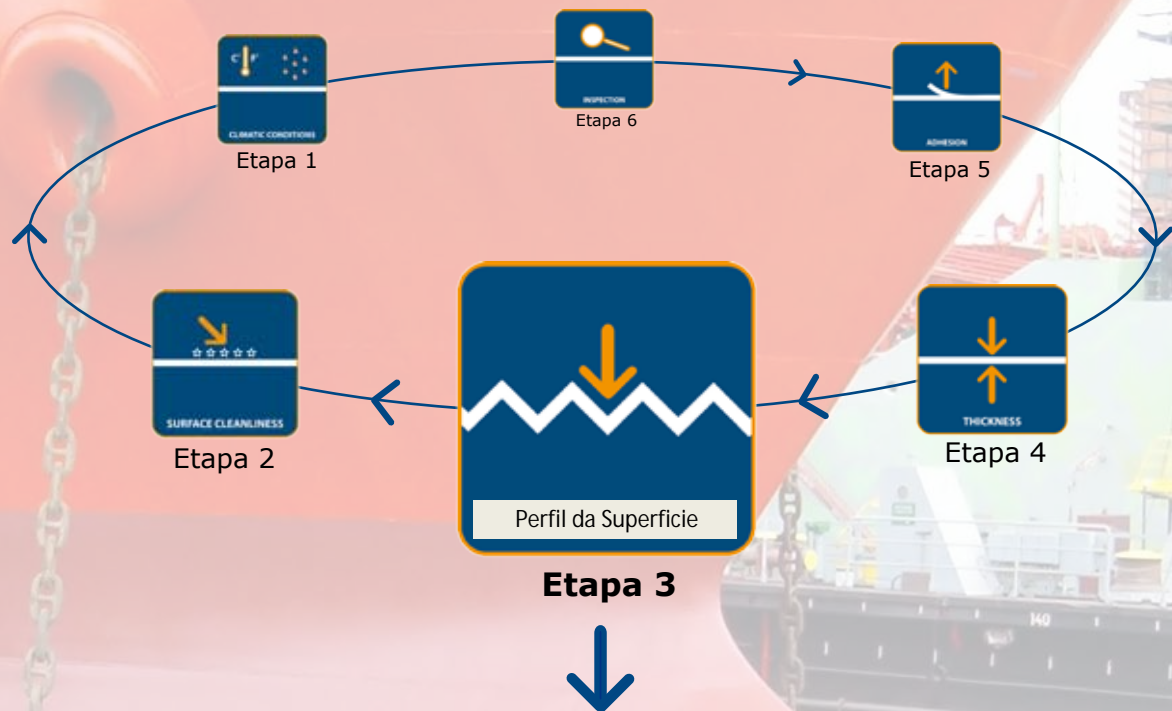 C° F°
CLIMATIC CONDITIONS
Etapa 1
INSPECTION
Etapa 6
ADHESION
Etapa 5
SURFACE CLEANLINESS
Etapa 2
Perfil da Superficie
Etapa 3
THICKNESS
Etapa 4
140